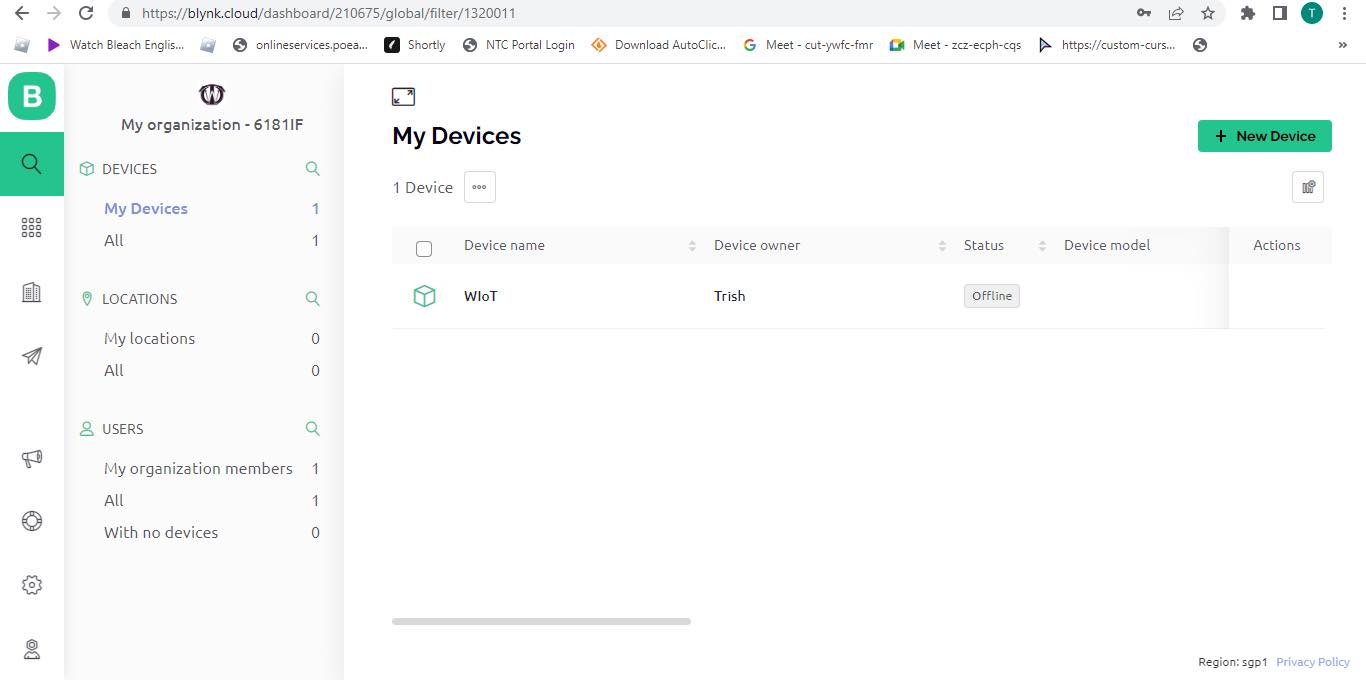 https://blynk.cloud/dashboard/210675/global/filter/1320011
T
Watch Bleach Englis...
onlineservices.poea...
Shortly
NTC Portal Login
Download AutoClic...
Meet - cut-ywfc-fmr
Meet - zcz-ecph-cqs
https://custom-curs...
»
B
My organization - 6181IF
DEVICES
My Devices 1
All 1
LOCATIONS
My locations 0
All 0
USERS
My organization members 1
All 1
With no devices 0
My Devices
+ New Device
1 Device
Device name Device owner Status Device model Actions
WIoT Trish Offline
Region: sgp1 Privacy Policy